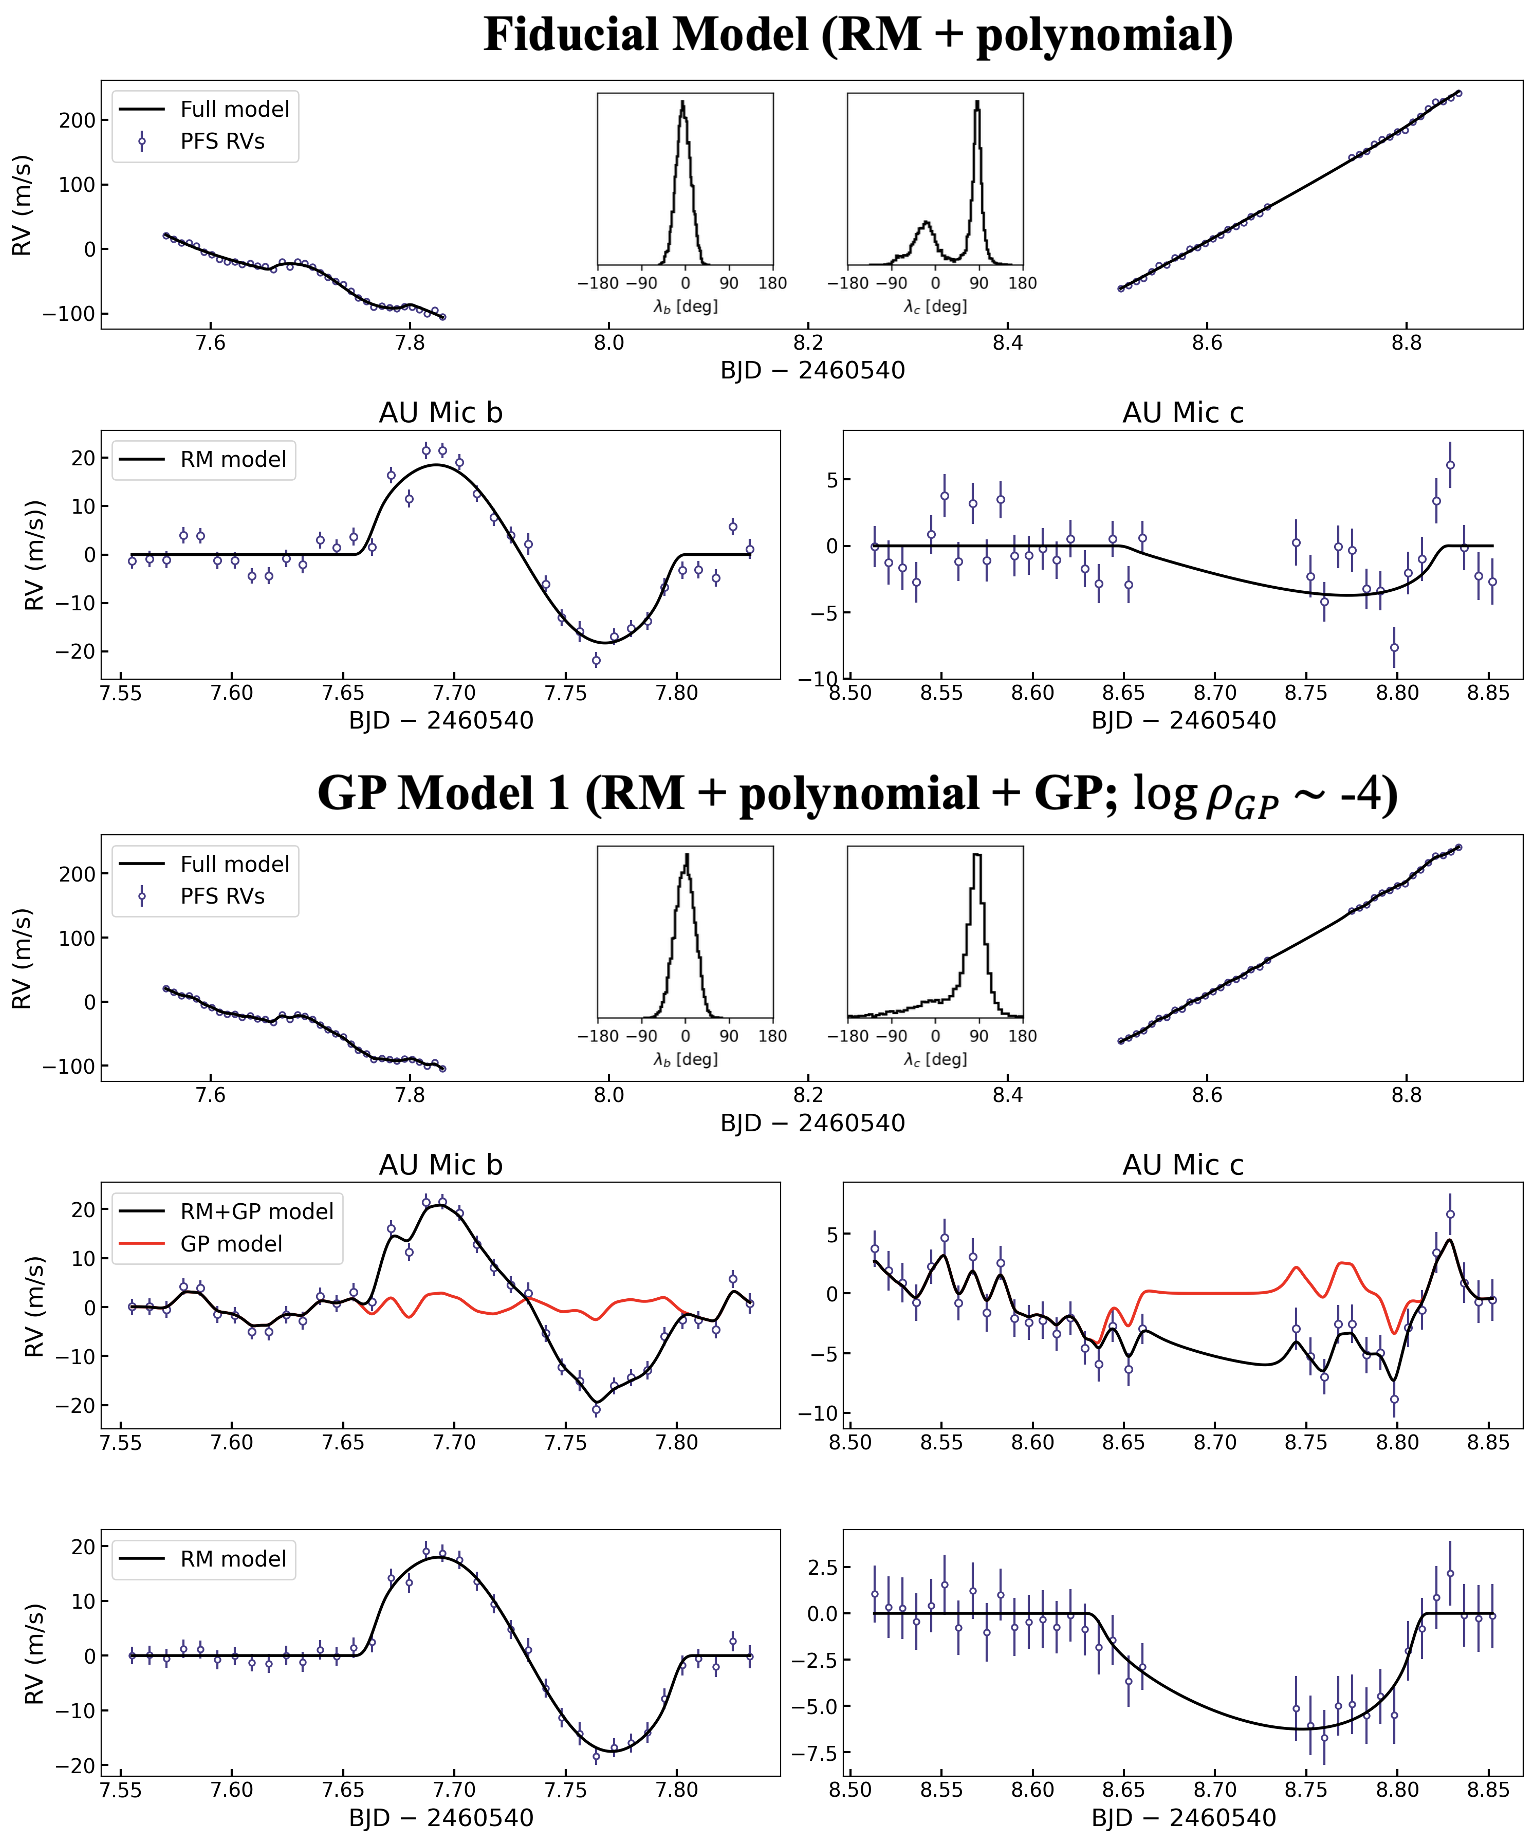 Fiducial Model (RM + polynomial)
Full model
PFS RVs
RV (m/s)
200
100
0
−100
−180 −90 0 90 180
λb [deg]
−180 −90 0 90 180
λc [deg]
7.6 7.8 8.0 8.2 8.4 8.6 8.8
BJD − 2460540
AU Mic b
RM model
RV (m/s))
20
10
0
−10
−20
7.55 7.60 7.65 7.70 7.75 7.80
BJD − 2460540
AU Mic c
5
0
−5
−10
8.50 8.55 8.60 8.65 8.70 8.75 8.80 8.85
BJD − 2460540
GP Model 1 (RM + polynomial + GP; log ρGP ~ -4)
Full model
PFS RVs
RV (m/s)
200
100
0
−100
−180 −90 0 90 180
λb [deg]
−180 −90 0 90 180
λc [deg]
7.6 7.8 8.0 8.2 8.4 8.6 8.8
BJD − 2460540
AU Mic b
RM+GP model
GP model
RV (m/s)
20
10
0
−10
−20
7.55 7.60 7.65 7.70 7.75 7.80
AU Mic c
5
0
−5
−10
8.50 8.55 8.60 8.65 8.70 8.75 8.80 8.85
RM model
RV (m/s)
20
10
0
−10
−20
7.55 7.60 7.65 7.70 7.75 7.80
BJD − 2460540
2.5
0.0
−2.5
−5.0
−7.5
8.50 8.55 8.60 8.65 8.70 8.75 8.80 8.85
BJD − 2460540